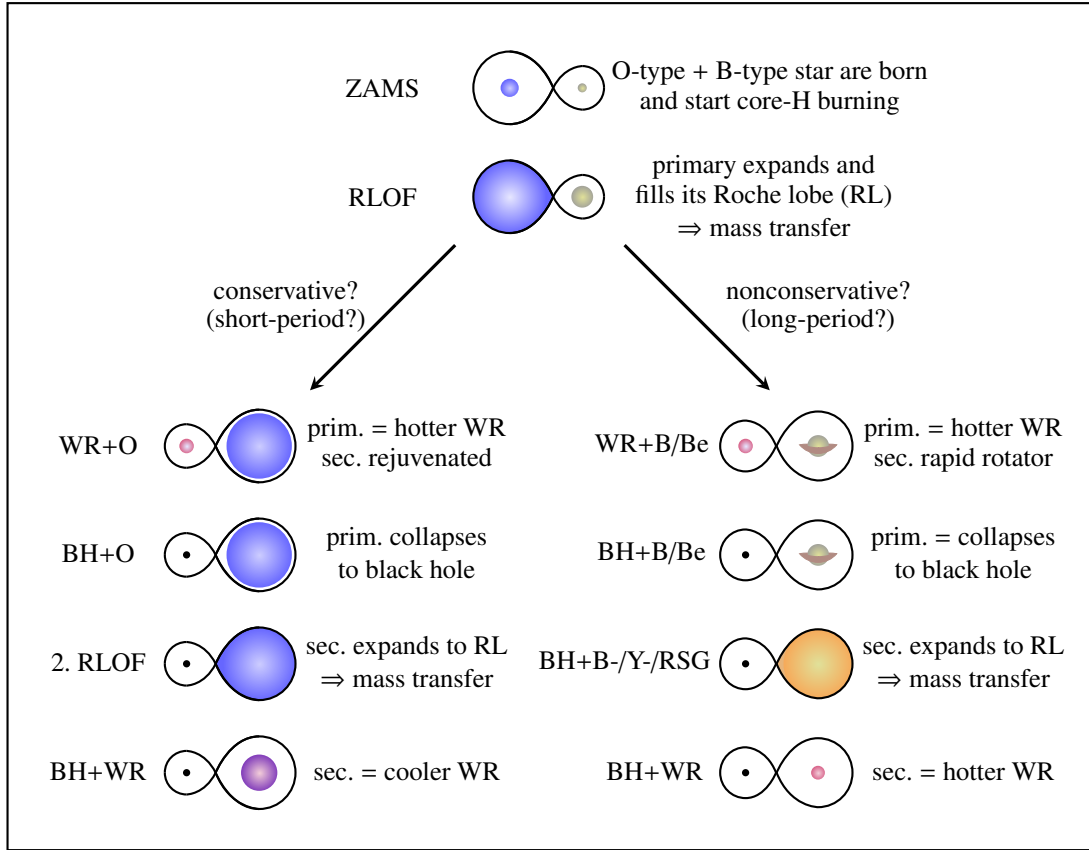 ZAMS
O-type + B-type star are born
and start core-H burning
RLOF
primary expands and
fills its Roche lobe (RL)
⇒ mass transfer
conservative?
(short-period?)
nonconservative?
(long-period?)
WR+O
prim. = hotter WR
sec. rejuvenated
BH+O
prim. collapses
to black hole
2. RLOF
sec. expands to RL
⇒ mass transfer
BH+WR
sec. = cooler WR
WR+B/Be
prim. = hotter WR
sec. rapid rotator
BH+B/Be
prim. = collapses
to black hole
BH+B-/Y-/RSG
sec. expands to RL
⇒ mass transfer
BH+WR
sec. = hotter WR